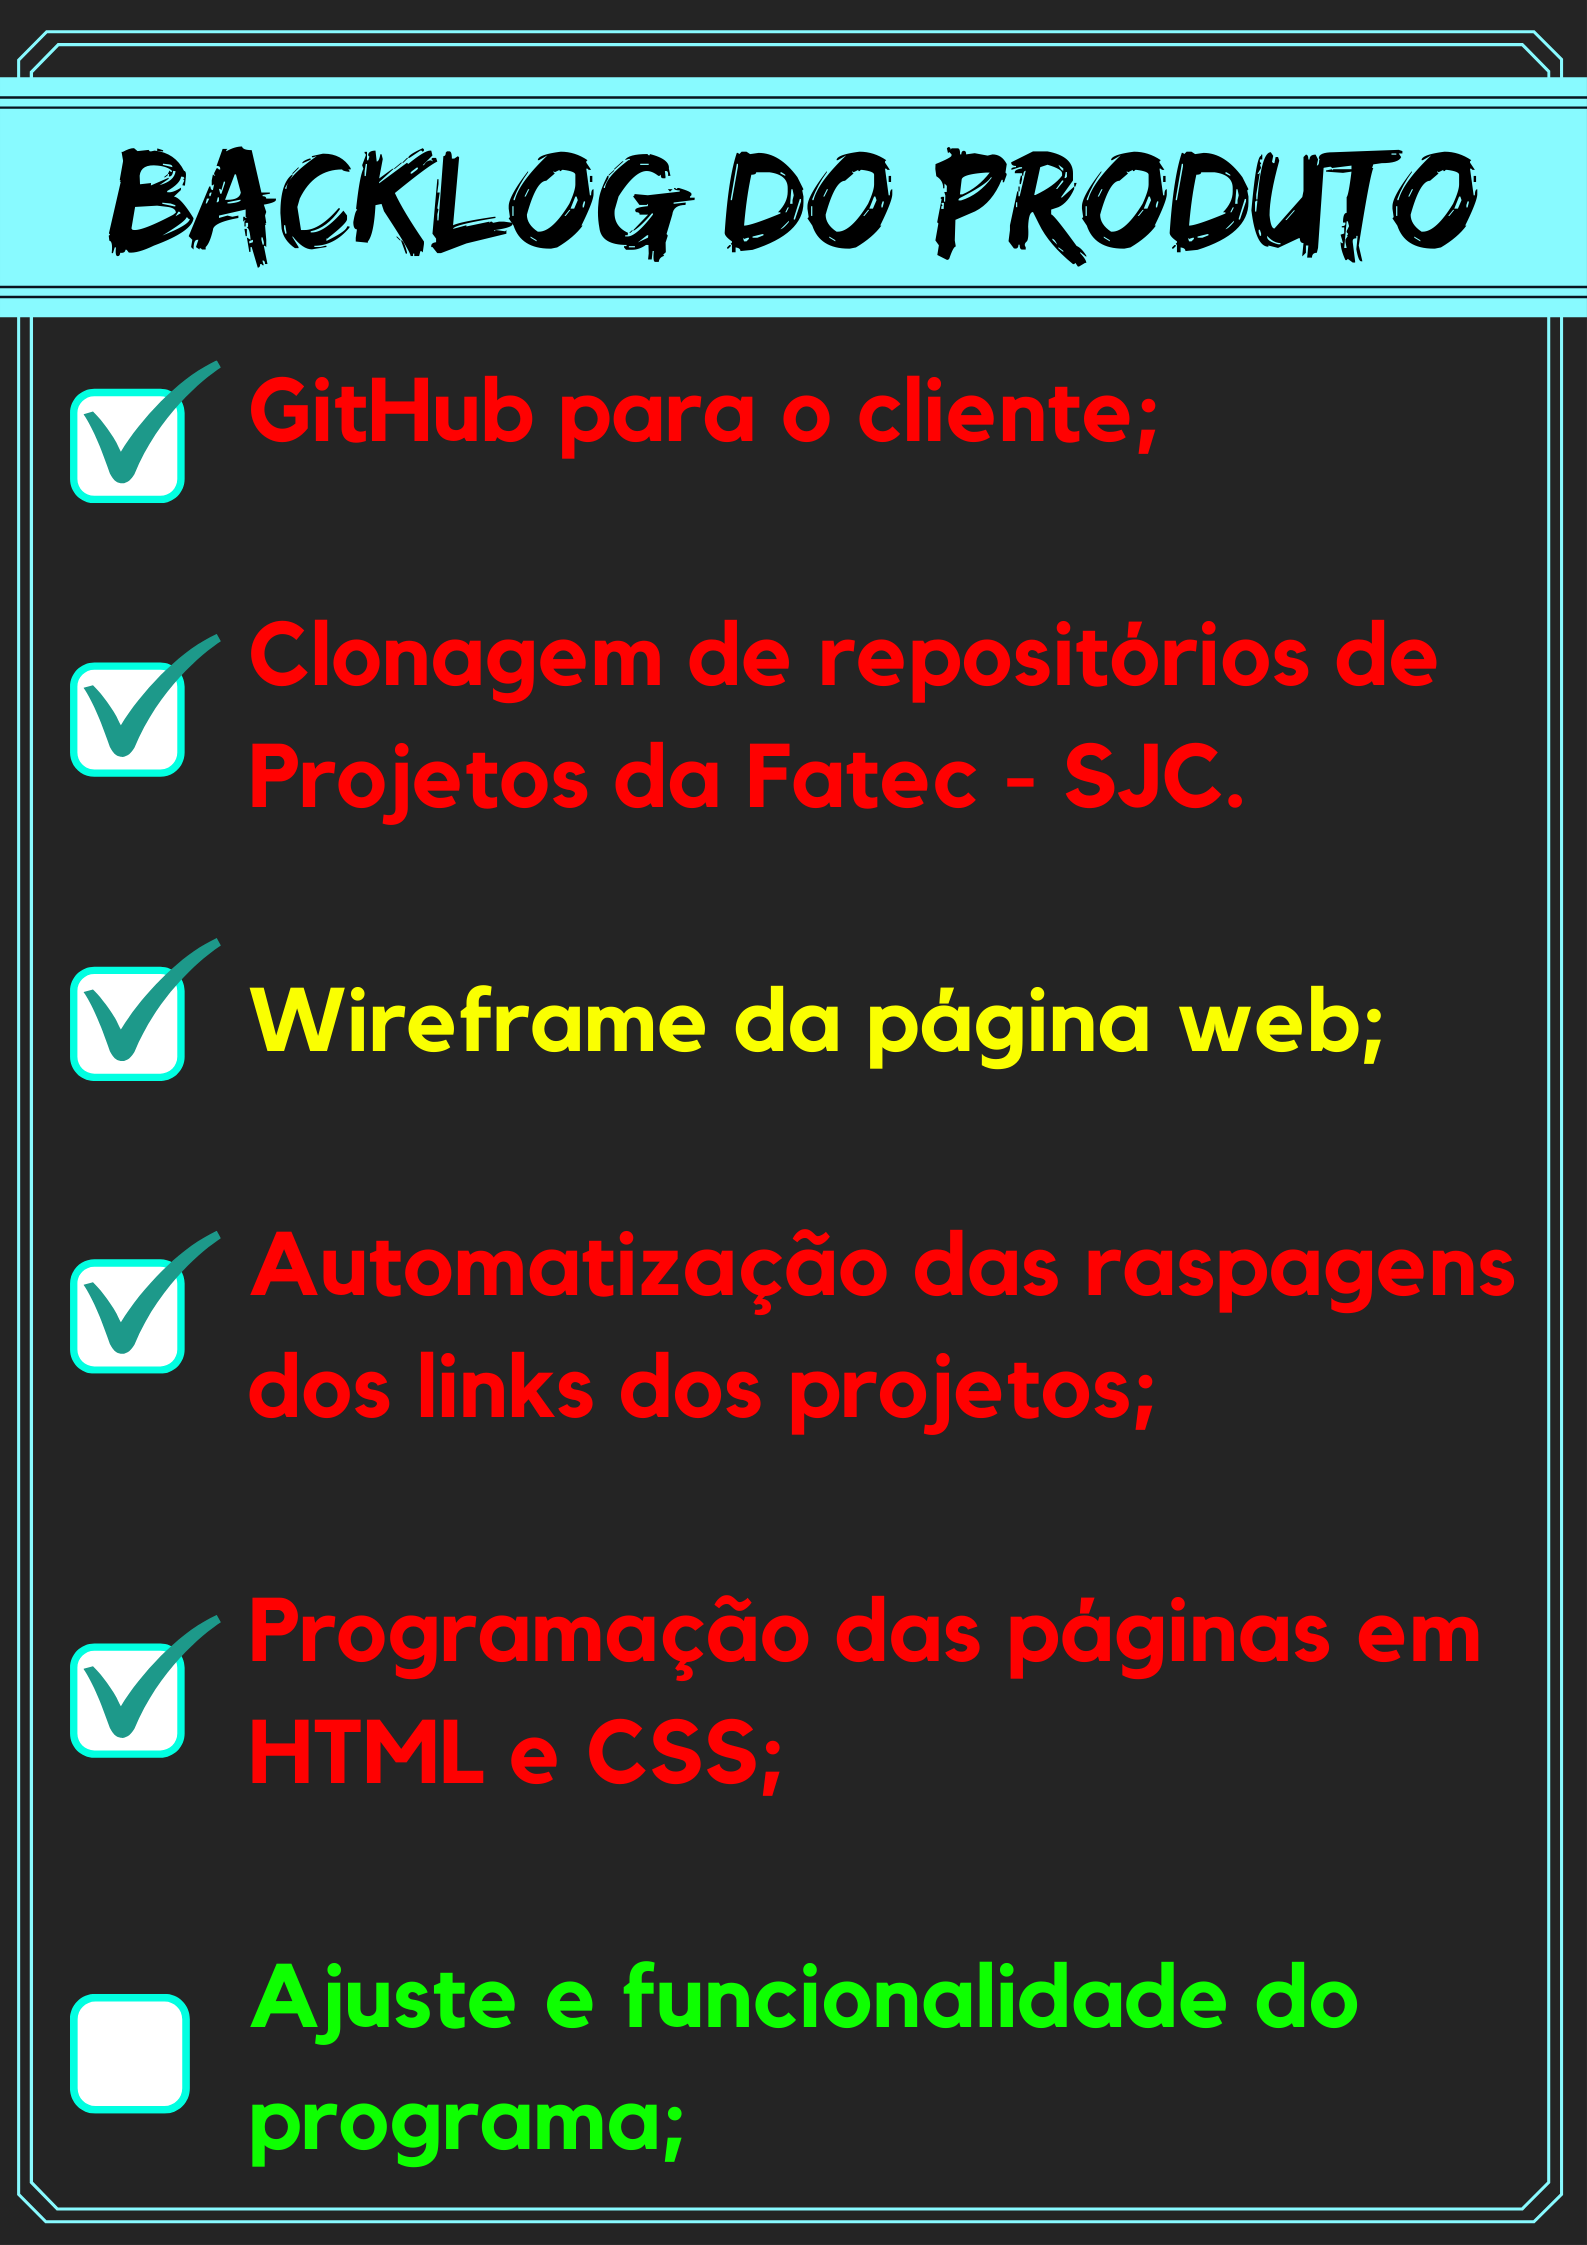 BACKLOG DO PRODUTO
GitHub para o cliente;
Clonagem de repositórios de
Projetos da Fatec - SJC.
Wireframe da página web;
Automatização das raspagens
dos links dos projetos;
Programação das páginas em
HTML e CSS;
Ajuste e funcionalidade do
programa;